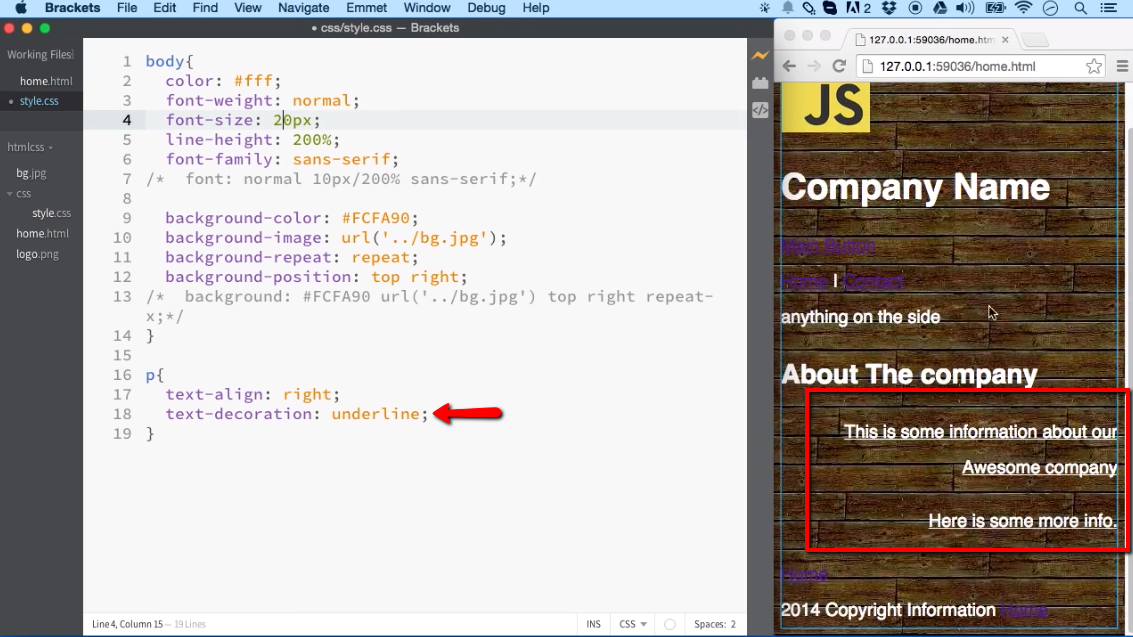 Brackets File Edit Find View Navigate Emmet Window Debug Help
2
• css/style.css — Brackets
127.0.0.1:59036/home.htm
127.0.0.1:59036/home.html
Working Files
home.html
• style.css
htmlcss
bg.jpg
css
style.css
home.html
logo.png
1 body{
2 color: #fff;
3 font-weight: normal;
4 font-size: 20px;
5 line-height: 200%;
6 font-family: sans-serif;
7 /* font: normal 10px/200% sans-serif;*/
8
9 background-color: #FCFA90;
10 background-image: url('../bg.jpg');
11 background-repeat: repeat;
12 background-position: top right;
13 /* background: #FCFA90 url('../bg.jpg') top right repeat-
x;*/
14 }
15
16 p{
17 text-align: right;
18 text-decoration: underline;
19 }
Line 4, Column 15 — 19 Lines
INS CSS Spaces: 2
JS
Company Name
Main Button
Home | Contact
anything on the side
About The company
This is some information about our
Awesome company
Here is some more info.
Home
2014 Copyright Information Home